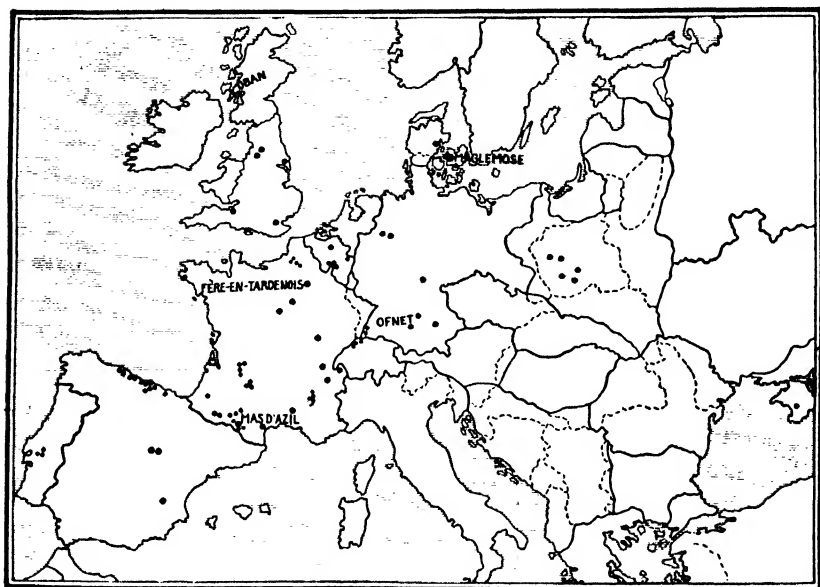 OBAN
MAGLEMOSE
FÈRE-EN-TARDENOIS
OFNET
MAS D'AZIL